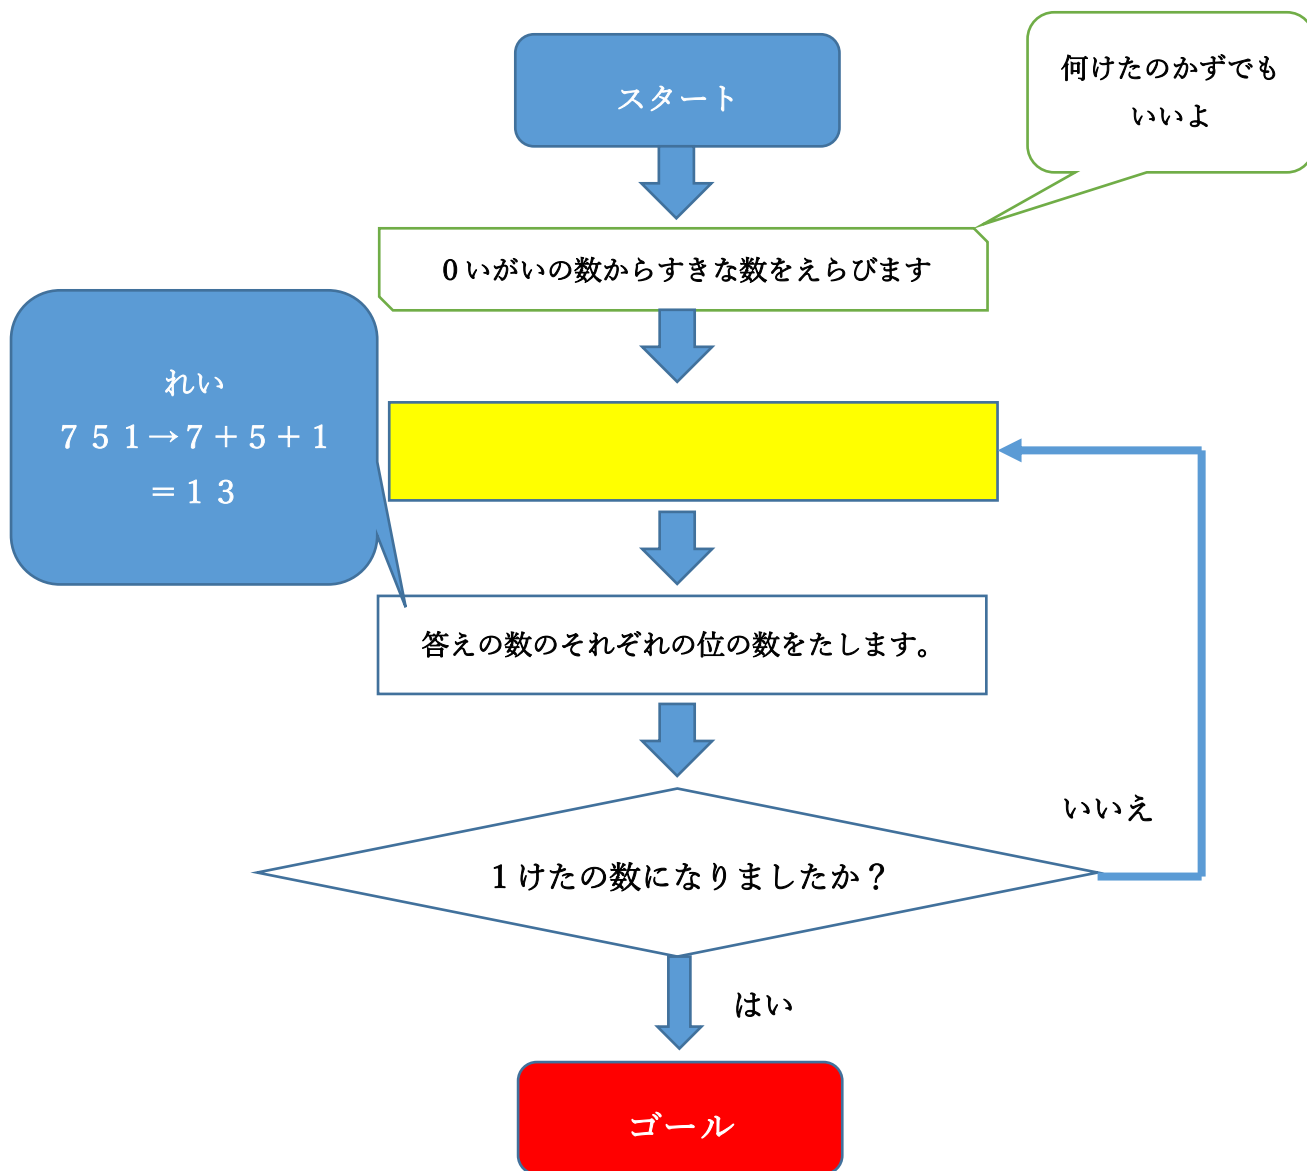 スタート
何けたのかずでも
いいよ
０いがいの数からすきな数をえらびます
れい
７５１→７＋５＋１
＝１３
答えの数のそれぞれの位の数をたします。
１けたの数になりましたか？
いいえ
はい
ゴール